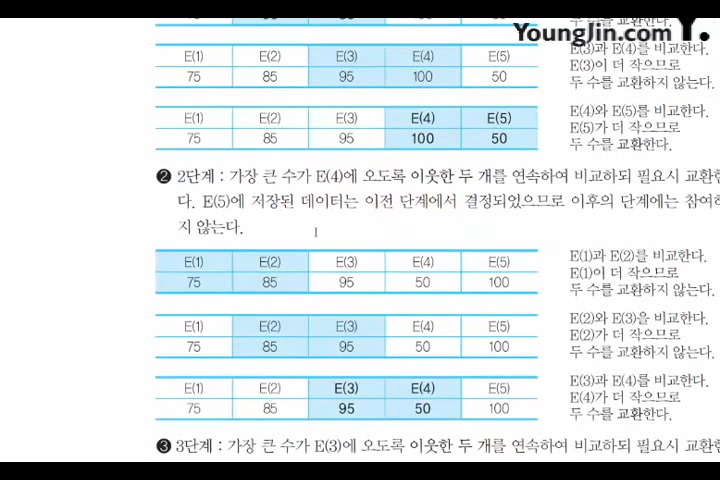 YoungJin.com Y.
75 85 95 100 50
두 수를 교환한다.
E(1) E(2) E(3) E(4) E(5)
75 85 95 100 50
E(3)과 E(4)를 비교한다.
E(3)이 더 작으므로
두 수를 교환하지 않는다.
E(1) E(2) E(3) E(4) E(5)
75 85 95 100 50
E(4)와 E(5)를 비교한다.
E(5)가 더 작으므로
두 수를 교환한다.
❷ 2단계 : 가장 큰 수가 E(4)에 오도록 이웃한 두 개를 연속하여 비교하되 필요시 교환한
다. E(5)에 저장된 데이터는 이전 단계에서 결정되었으므로 이후의 단계에는 참여하
지 않는다.
E(1) E(2) E(3) E(4) E(5)
75 85 95 50 100
E(1)과 E(2)를 비교한다.
E(1)이 더 작으므로
두 수를 교환하지 않는다.
E(1) E(2) E(3) E(4) E(5)
75 85 95 50 100
E(2)와 E(3)을 비교한다.
E(2)가 더 작으므로
두 수를 교환하지 않는다.
E(1) E(2) E(3) E(4) E(5)
75 85 95 50 100
E(3)과 E(4)를 비교한다.
E(4)가 더 작으므로
두 수를 교환한다.
❸ 3단계 : 가장 큰 수가 E(3)에 오도록 이웃한 두 개를 연속하여 비교하되 필요시 교환한